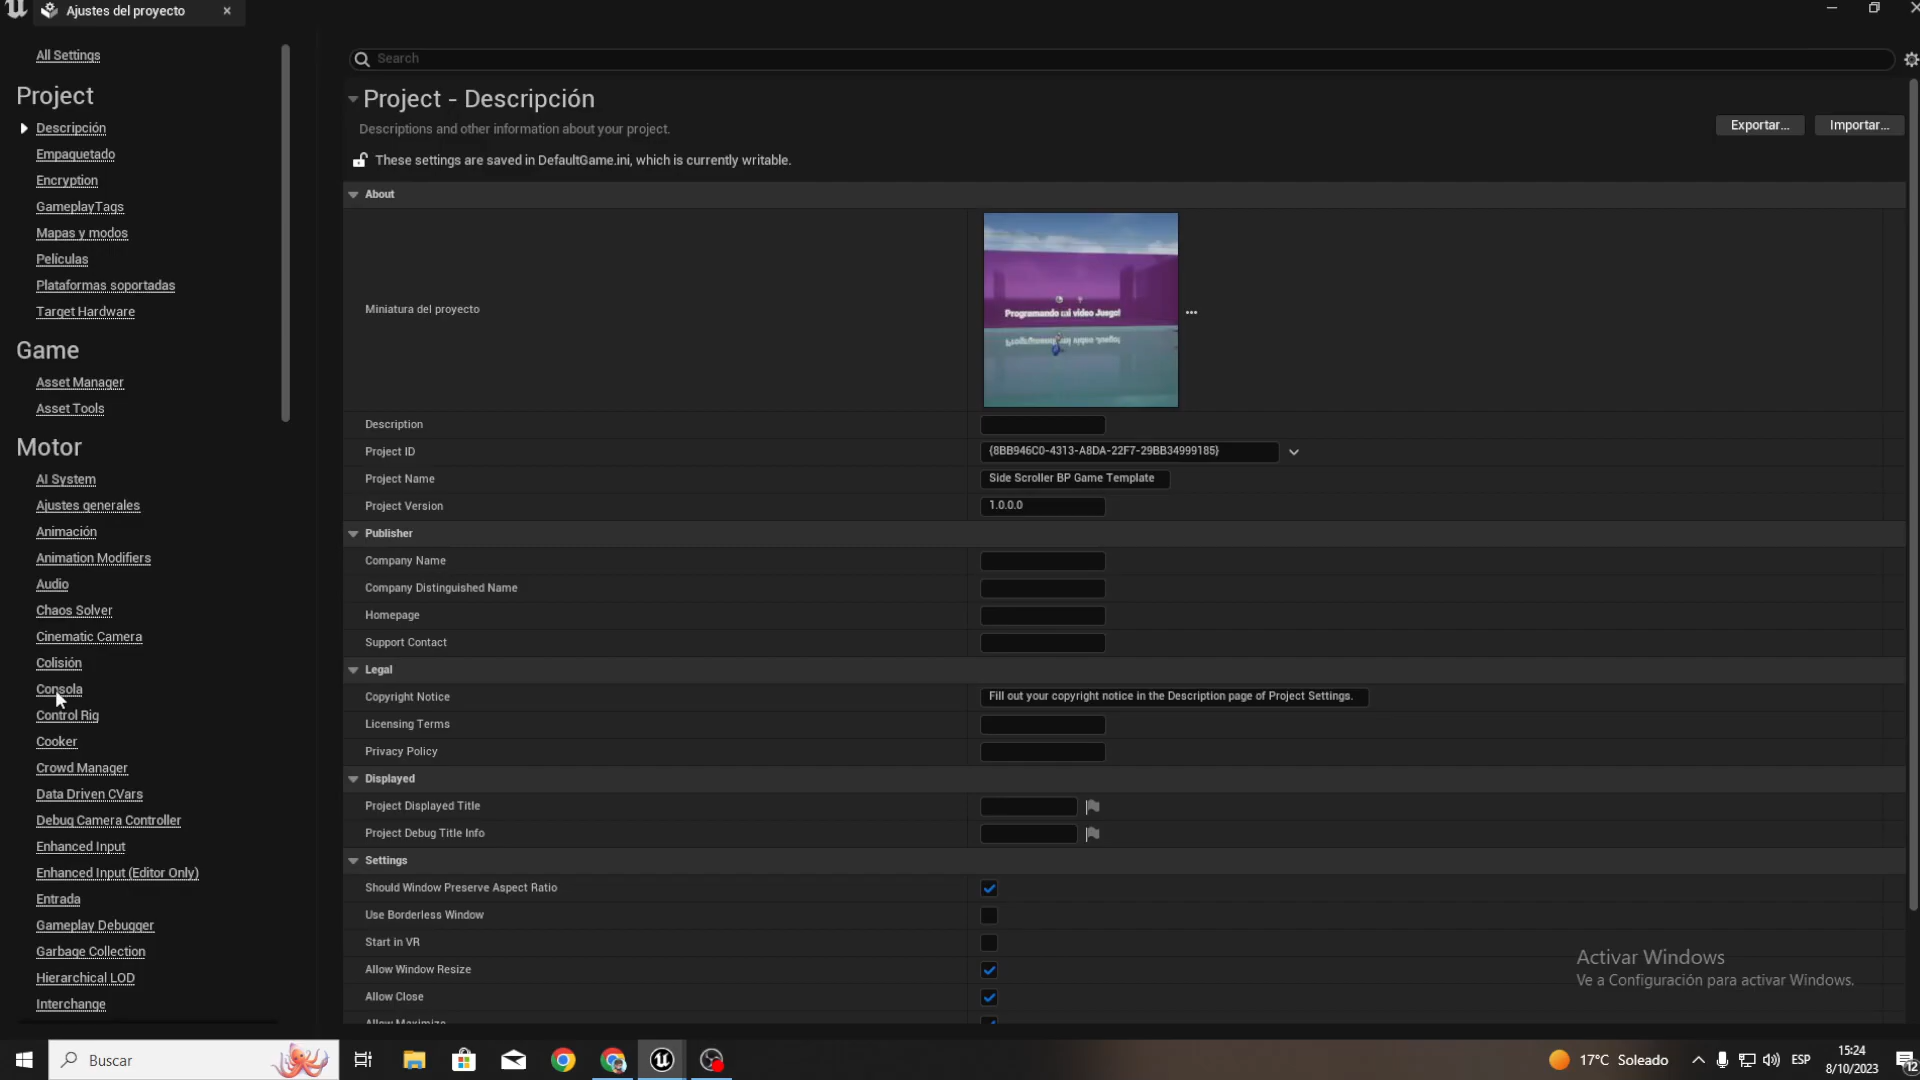 Ajustes del proyecto
All Settings
Project
Descripción
Empaquetado
Encryption
GameplayTags
Mapas y modos
Películas
Plataformas soportadas
Target Hardware
Game
Asset Manager
Asset Tools
Motor
AI System
Ajustes generales
Animación
Animation Modifiers
Audio
Chaos Solver
Cinematic Camera
Colisión
Consola
Control Rig
Cooker
Crowd Manager
Data Driven CVars
Debug Camera Controller
Enhanced Input
Enhanced Input (Editor Only)
Entrada
Gameplay Debugger
Garbage Collection
Hierarchical LOD
Interchange
Search
Project - Descripción
Descriptions and other information about your project.
Exportar...
Importar...
These settings are saved in DefaultGame.ini, which is currently writable.
About
Miniatura del proyecto
Programando mi video Juego!
Description
Project ID
{8BB946C0-4313-A8DA-22F7-29BB34999185}
Project Name
Side Scroller BP Game Template
Project Version
1.0.0.0
Publisher
Company Name
Company Distinguished Name
Homepage
Support Contact
Legal
Copyright Notice
Fill out your copyright notice in the Description page of Project Settings.
Licensing Terms
Privacy Policy
Displayed
Project Displayed Title
Project Debug Title Info
Settings
Should Window Preserve Aspect Ratio
Use Borderless Window
Start in VR
Allow Window Resize
Allow Close
Allow Maximize
Activar Windows
Ve a Configuración para activar Windows.
Buscar
17°C Soleado
ESP
15:24
8/10/2023
12